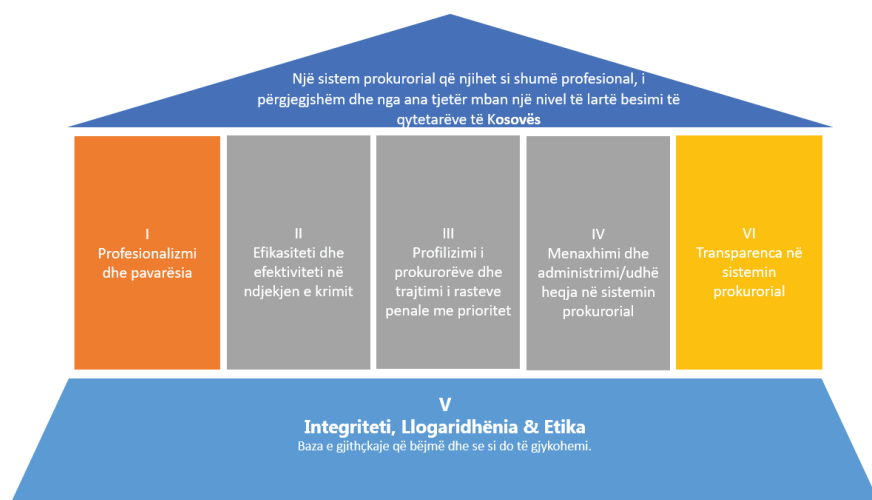 Një sistem prokurorial që njihet si shumë profesional, i
përgjegjshëm dhe nga ana tjetër mban një nivel të lartë besimi të
qytetarëve të Kosovës
I
Profesionalizmi
dhe pavarësia
II
Efikasiteti dhe
efektiviteti në
ndjekjen e krimit
III
Profilizimi i
prokurorëve dhe
trajtimi i rasteve
penale me prioritet
IV
Menaxhimi dhe
administrimi/udhë
heqja në sistemin
prokurorial
VI
Transparenca në
sistemin
prokurorial
V
Integriteti, Llogaridhënia & Etika
Baza e gjithçkaje që bëjmë dhe se si do të gjykohemi.